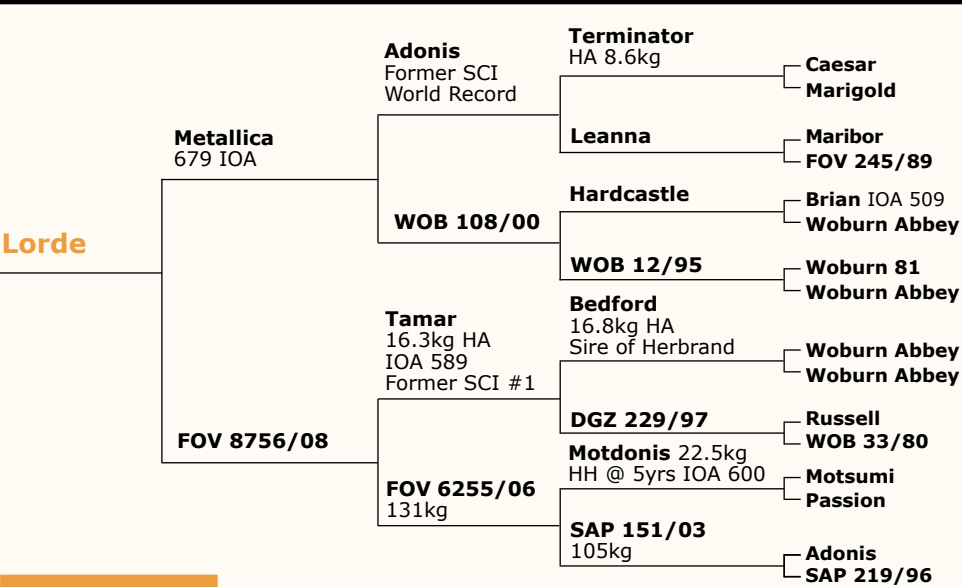 Lorde
Metallica
679 IOA
Adonis
Former SCI
World Record
Terminator
HA 8.6kg
Caesar
Marigold
Leanna
Maribor
FOV 245/89
WOB 108/00
Hardcastle
Brian IOA 509
Woburn Abbey
WOB 12/95
Woburn 81
Woburn Abbey
FOV 8756/08
Tamar
16.3kg HA
IOA 589
Former SCI #1
Bedford
16.8kg HA
Sire of Herbrand
Woburn Abbey
Woburn Abbey
DGZ 229/97
Russell
WOB 33/80
FOV 6255/06
131kg
Motdonis 22.5kg
HH @ 5yrs IOA 600
Motsumi
Passion
SAP 151/03
105kg
Adonis
SAP 219/96